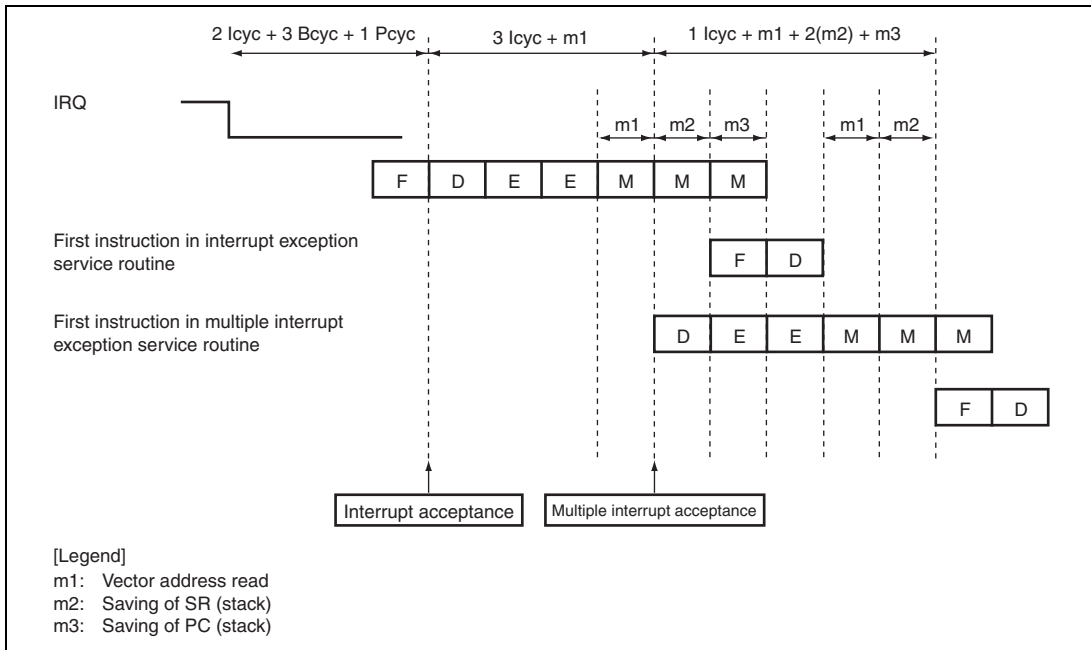 2 Icyc + 3 Bcyc + 1 Pcyc 3 Icyc + m1 1 Icyc + m1 + 2(m2) + m3
IRQ
m1 m2 m3 m1 m2
F D E E M M M
First instruction in interrupt exception
service routine
F D
First instruction in multiple interrupt
exception service routine
D E E M M M
F D
Interrupt acceptance Multiple interrupt acceptance
[Legend]
m1: Vector address read
m2: Saving of SR (stack)
m3: Saving of PC (stack)